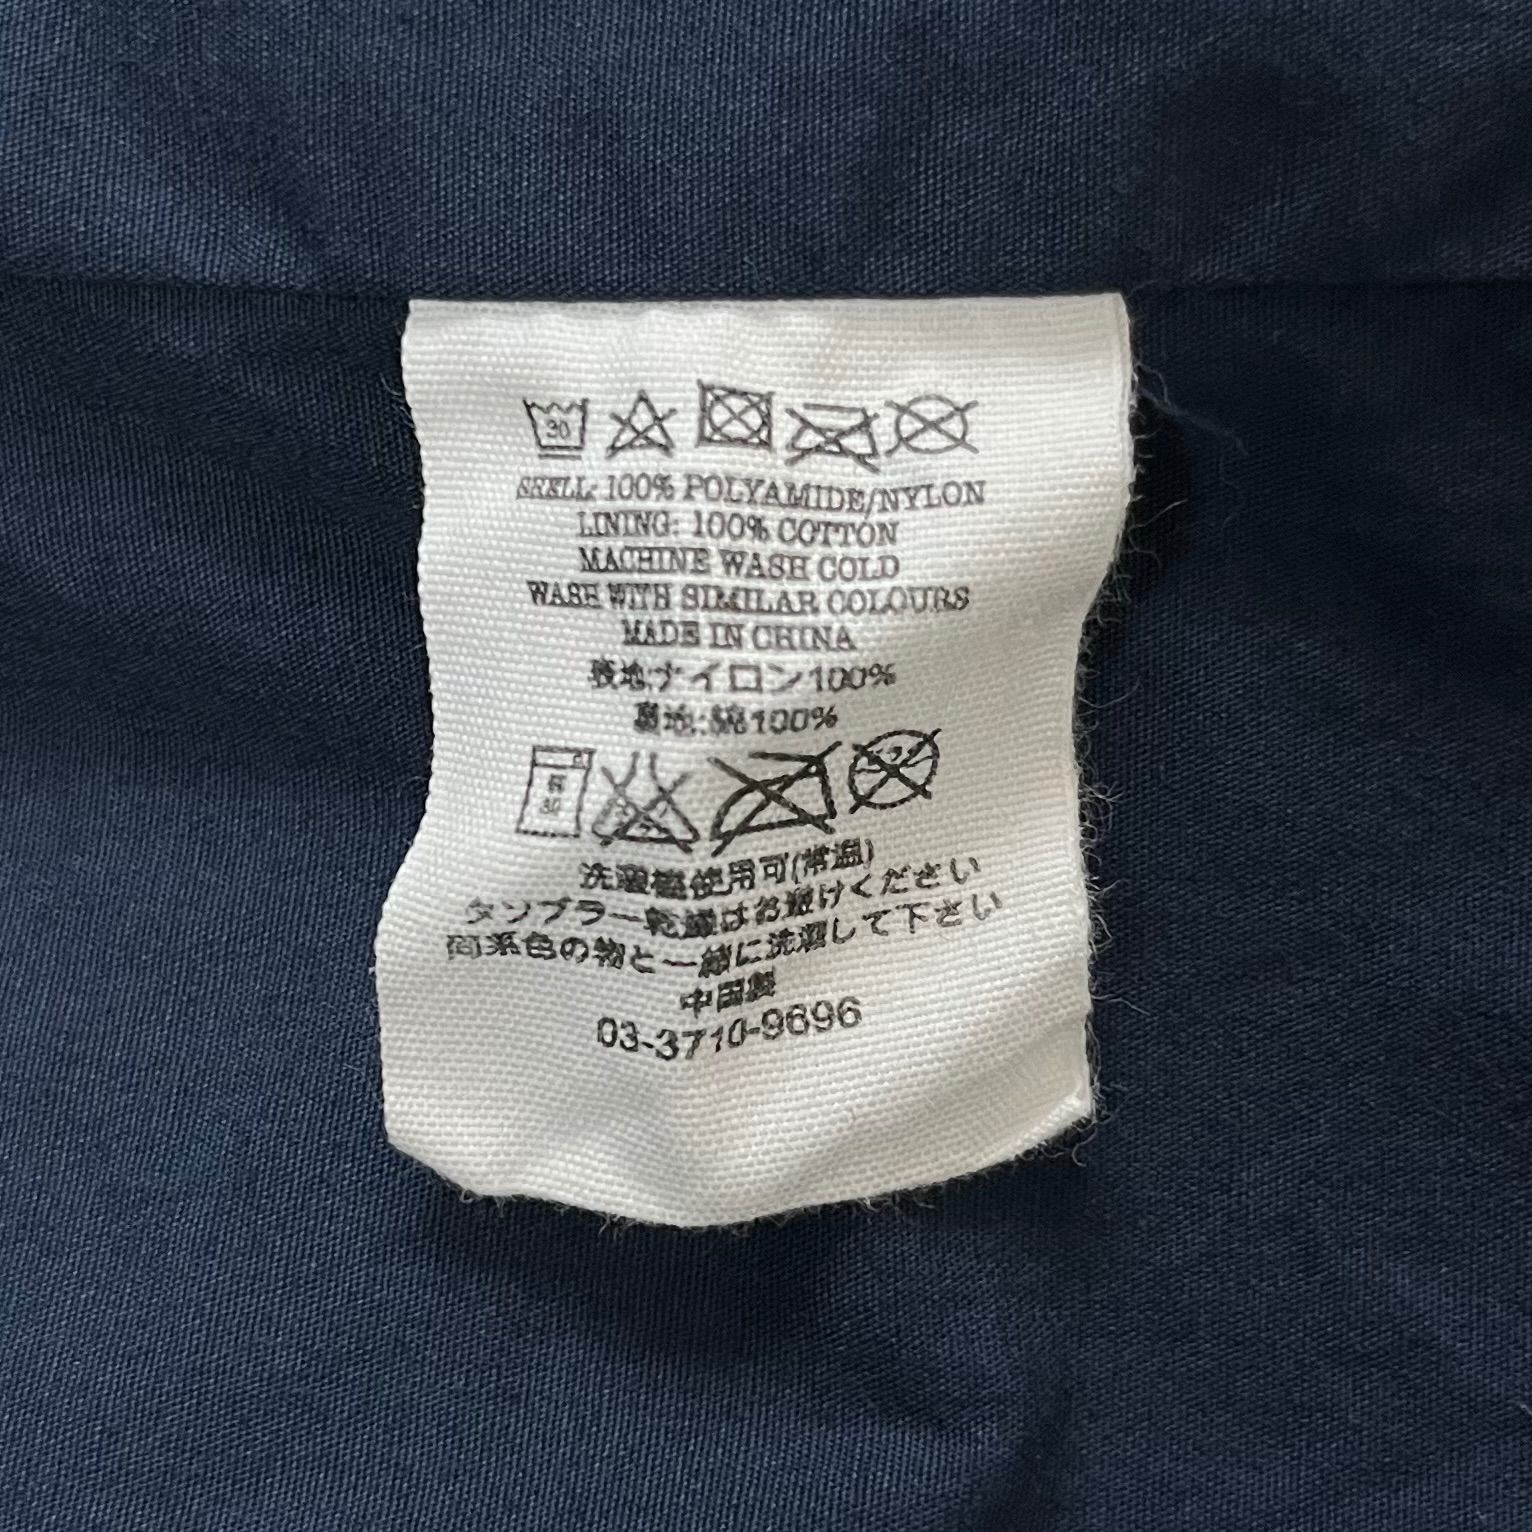 30
SHELL: 100% POLYAMIDE/NYLON
LINING: 100% COTTON
MACHINE WASH COLD
WASH WITH SIMILAR COLOURS
MADE IN CHINA
表地:ナイロン100%
裏地:綿100%
弱
30
洗濯機使用可(常温)
タンブラー乾燥はお避けください
同系色の物と一緒に洗濯して下さい
中国製
03-3710-9696